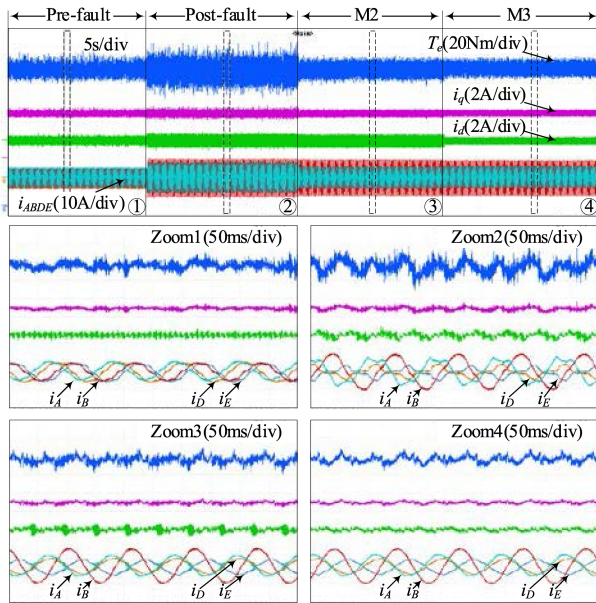 Pre-fault Post-fault M2 M3
5s/div
Te(20Nm/div)
iq(2A/div)
id(2A/div)
iABDE(10A/div) ① ② ③ ④
Zoom1(50ms/div) Zoom2(50ms/div)
iA iB iD iE iA iB iD iE
Zoom3(50ms/div) Zoom4(50ms/div)
iA iB iD iE iA iB iD iE